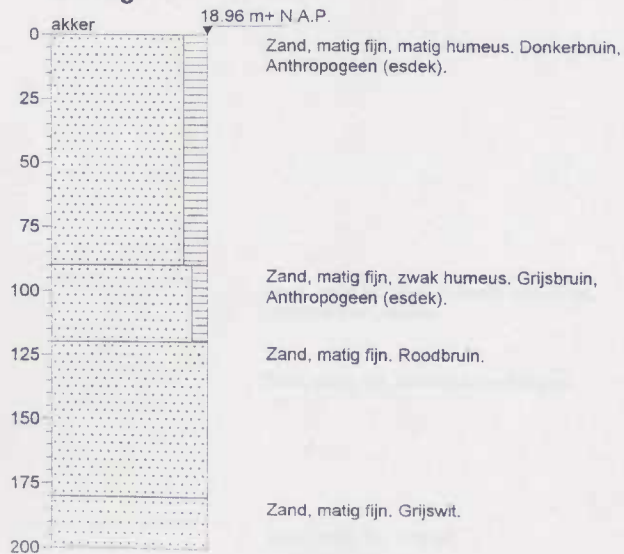 18.96 m+ N.A.P.
akker
0
Zand, matig fijn, matig humeus. Donkerbruin,
Anthropogeen (esdek).
25
50
75
Zand, matig fijn, zwak humeus. Grijsbruin,
100
Anthropogeen (esdek).
125
Zand, matig fijn. Roodbruin.
150
175
Zand, matig fijn. Grijswit.
200